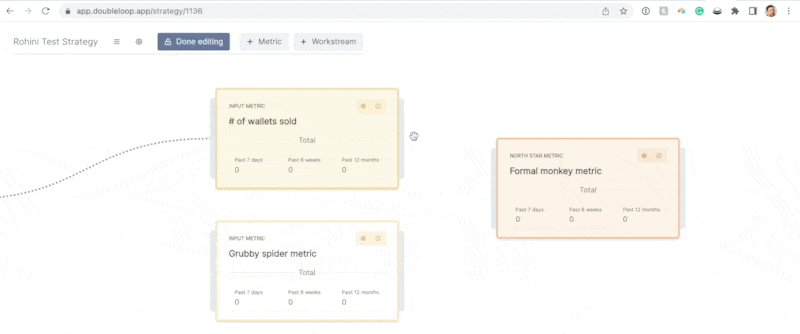 app.doubleloop.app/strategy/1136
Rohini Test Strategy
Done editing
+ Metric
+ Workstream
INPUT METRIC
# of wallets sold
Total
Past 7 days Past 6 weeks Past 12 months
0 0 0
NORTH STAR METRIC
Formal monkey metric
Total
Past 7 days Past 6 weeks Past 12 months
0 0 0
INPUT METRIC
Grubby spider metric
Total
Past 7 days Past 6 weeks Past 12 months
0 0 0